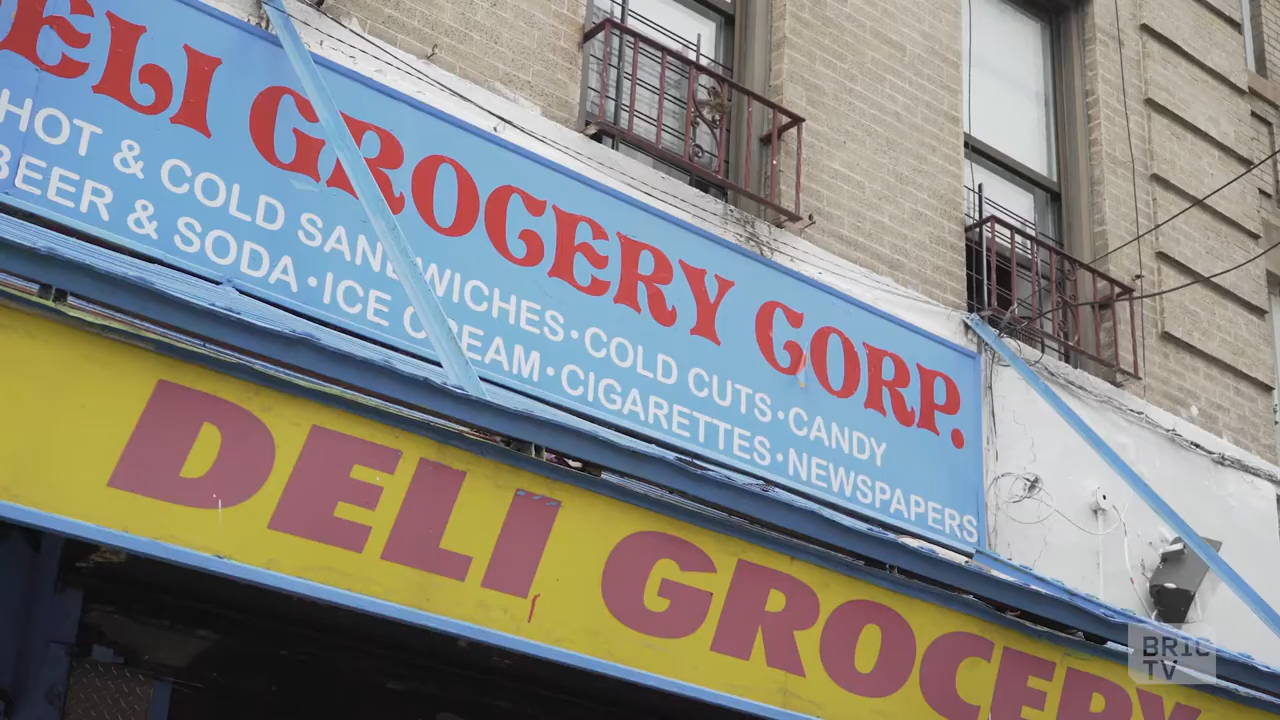 DELI GROCERY CORP.
HOT & COLD SANDWICHES·COLD CUTS·CANDY
BEER & SODA·ICE CREAM·CIGARETTES·NEWSPAPERS
DELI GROCERY
BRIC
TV